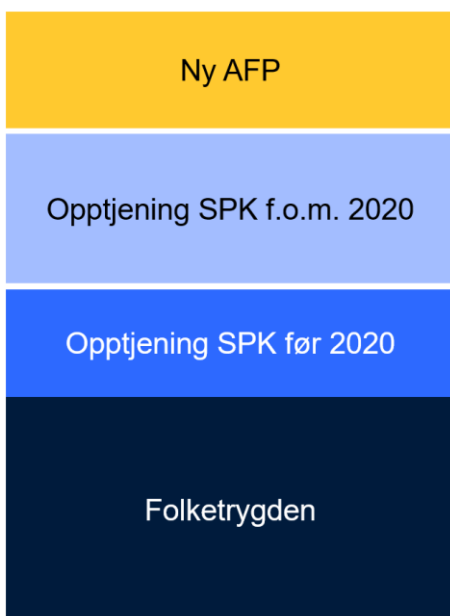 Ny AFP
Opptjening SPK f.o.m. 2020
Opptjening SPK før 2020
Folketrygden